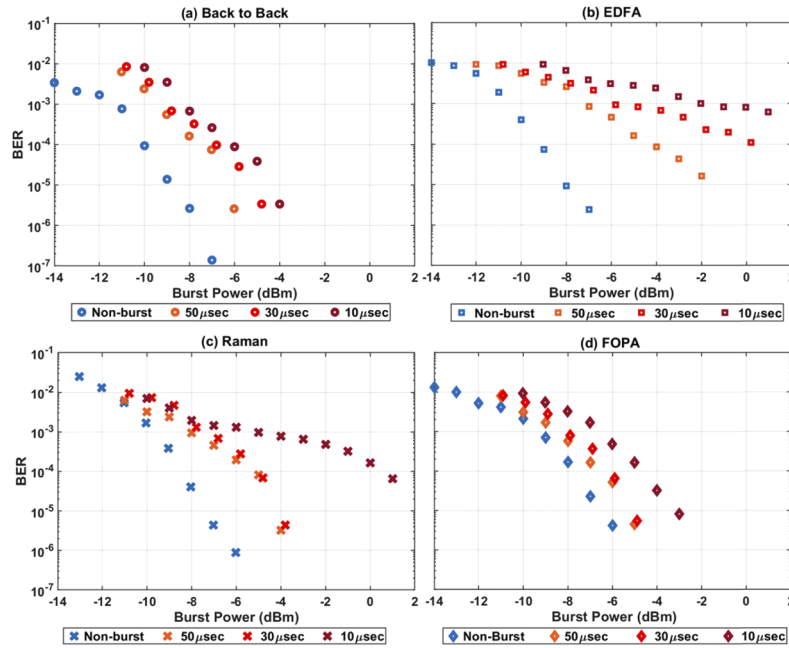 (a) Back to Back
BER
10⁻¹
10⁻²
10⁻³
10⁻⁴
10⁻⁵
10⁻⁶
10⁻⁷
-14 -12 -10 -8 -6 -4 -2 0 2
Burst Power (dBm)
Non-burst 50μsec 30μsec 10μsec
(b) EDFA
-14 -12 -10 -8 -6 -4 -2 0 2
Burst Power (dBm)
Non-burst 50μsec 30μsec 10μsec
(c) Raman
BER
10⁻¹
10⁻²
10⁻³
10⁻⁴
10⁻⁵
10⁻⁶
10⁻⁷
-14 -12 -10 -8 -6 -4 -2 0 2
Burst Power (dBm)
Non-burst 50μsec 30μsec 10μsec
(d) FOPA
-14 -12 -10 -8 -6 -4 -2 0 2
Burst Power (dBm)
Non-Burst 50μsec 30μsec 10μsec